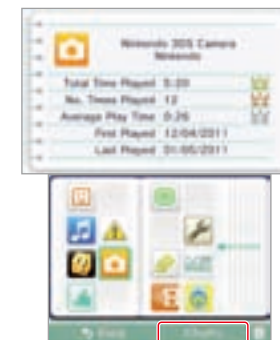 Nintendo 3DS Camera
Nintendo
Total Time Played 5:20
No. Times Played 12
Average Play Time 0:26
First Played 12/04/2011
Last Played 01/05/2011
Back